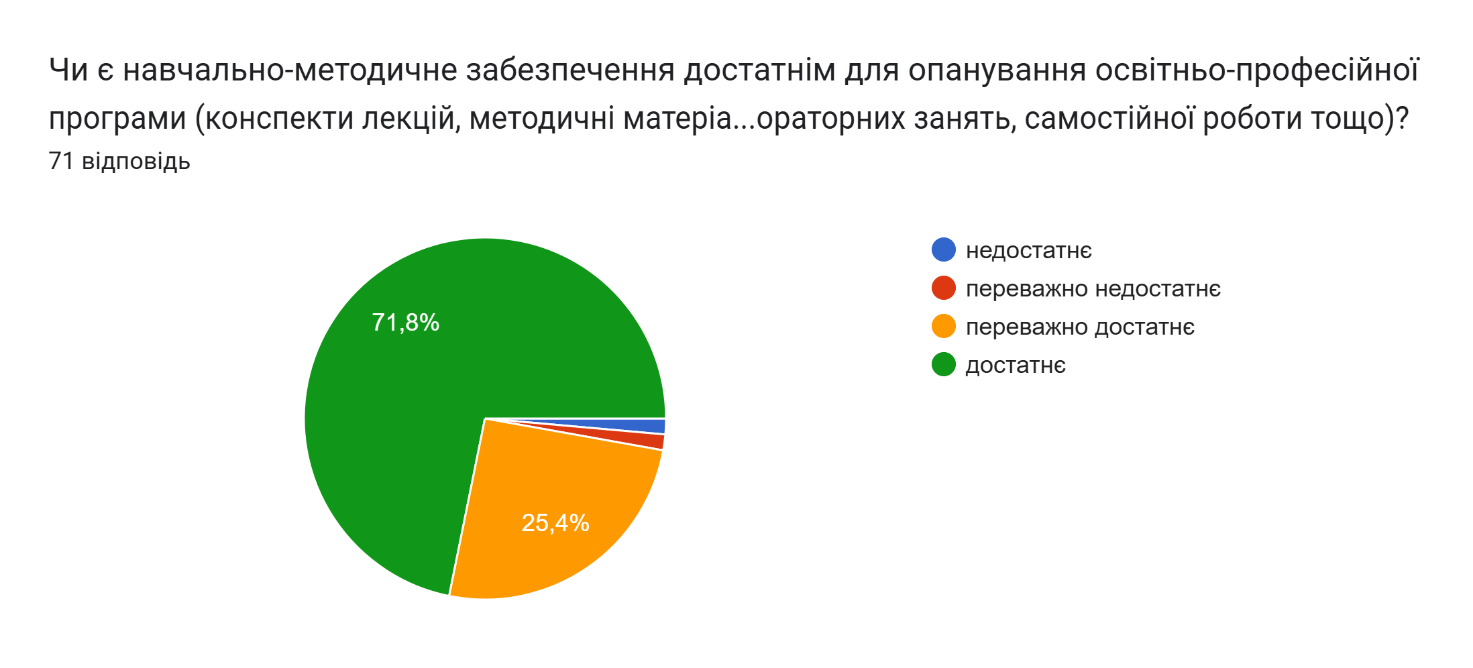 Чи є навчально-методичне забезпечення достатнім для опанування освітньо-професійної
програми (конспекти лекцій, методичні матеріа...ораторних занять, самостійної роботи тощо)?
71 відповідь
недостатнє
переважно недостатнє
переважно достатнє
достатнє
71,8%
25,4%